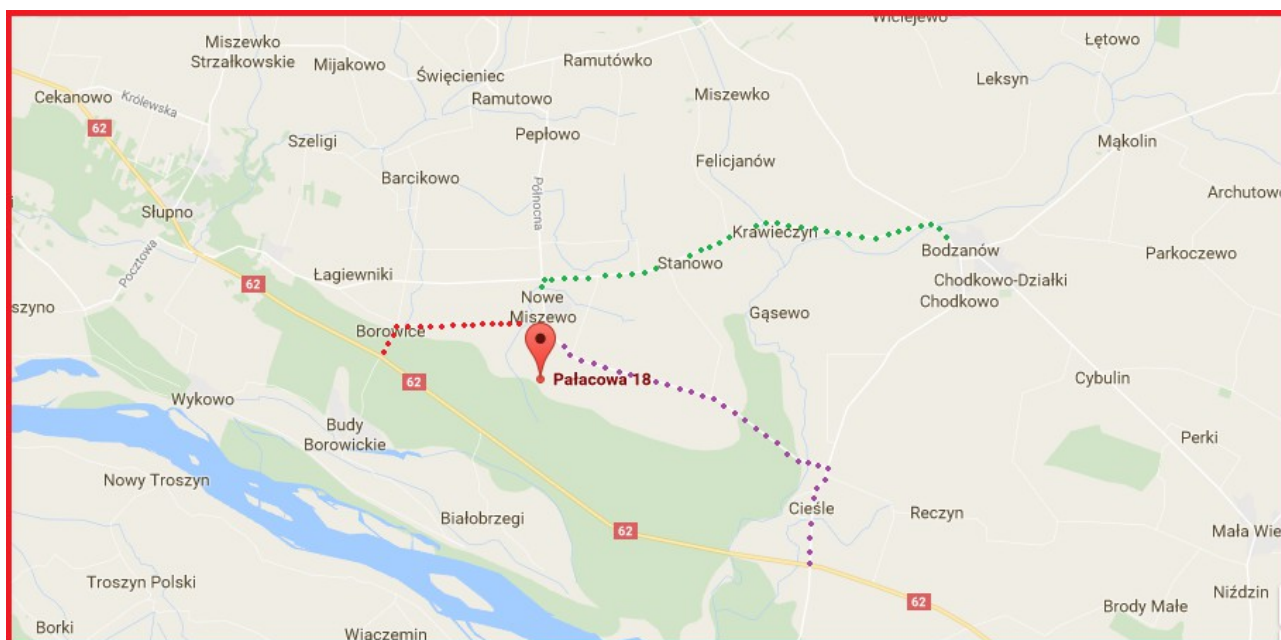 Wiciejewo
Miszewko
Strzałkowskie
Mijakowo
Święcieniec
Ramutówko
Łętowo
Leksyn
Cekanowo
Królewska
62
Ramutowo
Miszewko
Pepłowo
Szeligi
Mąkolin
Felicjanów
Barcikowo
Północna
Archutowo
Słupno
Krawieczyn
Bodzanów
Parkoczewo
Pocztowa
Łagiewniki
Stanowo
Chodkowo-Działki
Chodkowo
62
szyno
Nowe
Miszewo
Gąsewo
Borowice
62
Pałacowa 18
Cybulin
Wykowo
Budy
Borowickie
Perki
Nowy Troszyn
Białobrzegi
Cieśle
Reczyn
62
Mała Wie
Troszyn Polski
62
Niździn
Brody Małe
Borki
Wiączemin